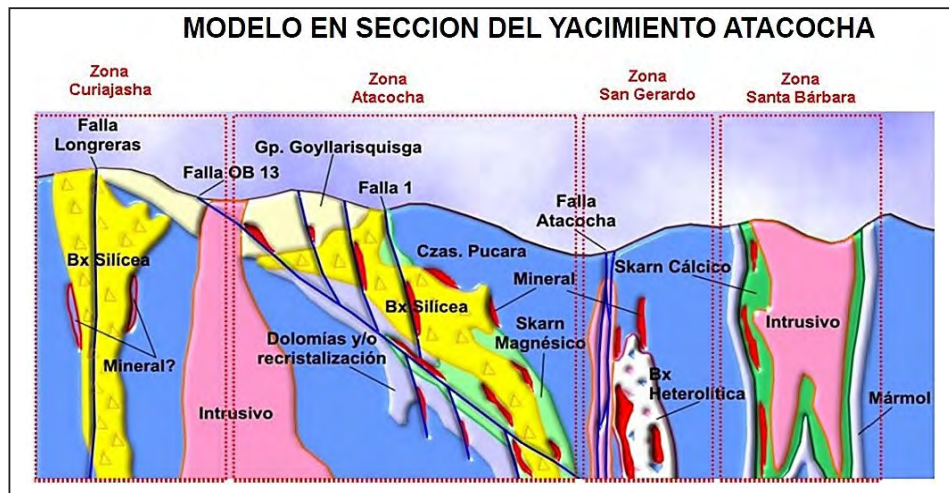 MODELO EN SECCION DEL YACIMIENTO ATACOCHA
Zona
Curiajasha
Zona
Atacocha
Zona
San Gerardo
Zona
Santa Bárbara
Falla
Longreras
Falla OB 13
Gp. Goyllarisquisga
Falla 1
Falla
Atacocha
Czas. Pucara
Mineral
Skarn Cálcico
Bx Silícea
Bx Silícea
Intrusivo
Skarn
Magnésico
Dolomías y/o
recristalización
Mineral?
Bx
Heterolítica
Mármol
Intrusivo